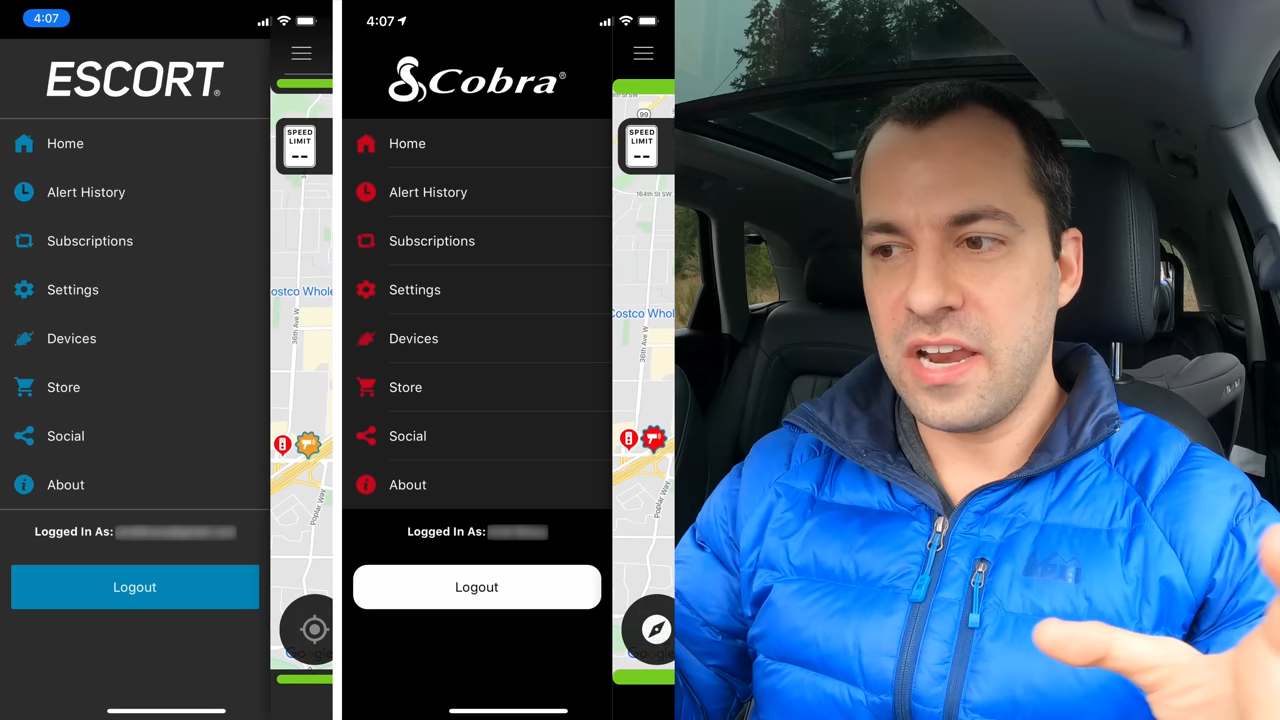 4:07
ESCORT®
Home
Alert History
Subscriptions
Settings
Devices
Store
Social
About
Logged In As:
Logout
SPEED
LIMIT
--
ostco Whole
36th Ave W
Poplar Way
Google
4:07
Cobra®
Home
Alert History
Subscriptions
Settings
Devices
Store
Social
About
Logged In As:
Logout
99
SPEED
LIMIT
--
164th St SW
Costco Whol
36th Ave W
Poplar Way
REI